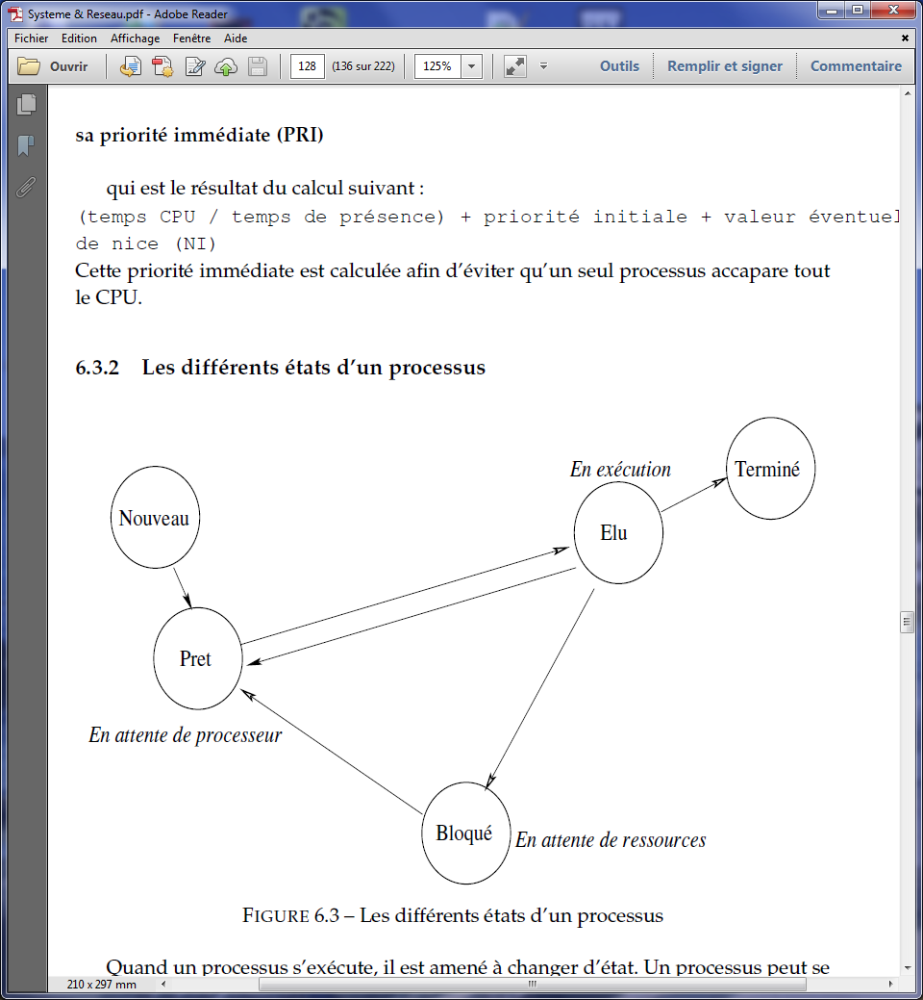 Systeme & Reseau.pdf - Adobe Reader
Fichier Edition Affichage Fenêtre Aide
Ouvrir 128 (136 sur 222) 125% Outils Remplir et signer Commentaire
sa priorité immédiate (PRI)
qui est le résultat du calcul suivant :
(temps CPU / temps de présence) + priorité initiale + valeur éventuel
de nice (NI)
Cette priorité immédiate est calculée afin d'éviter qu'un seul processus accapare tout
le CPU.
6.3.2 Les différents états d'un processus
En exécution
Terminé
Nouveau
Elu
Pret
En attente de processeur
Bloqué
En attente de ressources
FIGURE 6.3 – Les différents états d'un processus
Quand un processus s'exécute, il est amené à changer d'état. Un processus peut se
210 x 297 mm